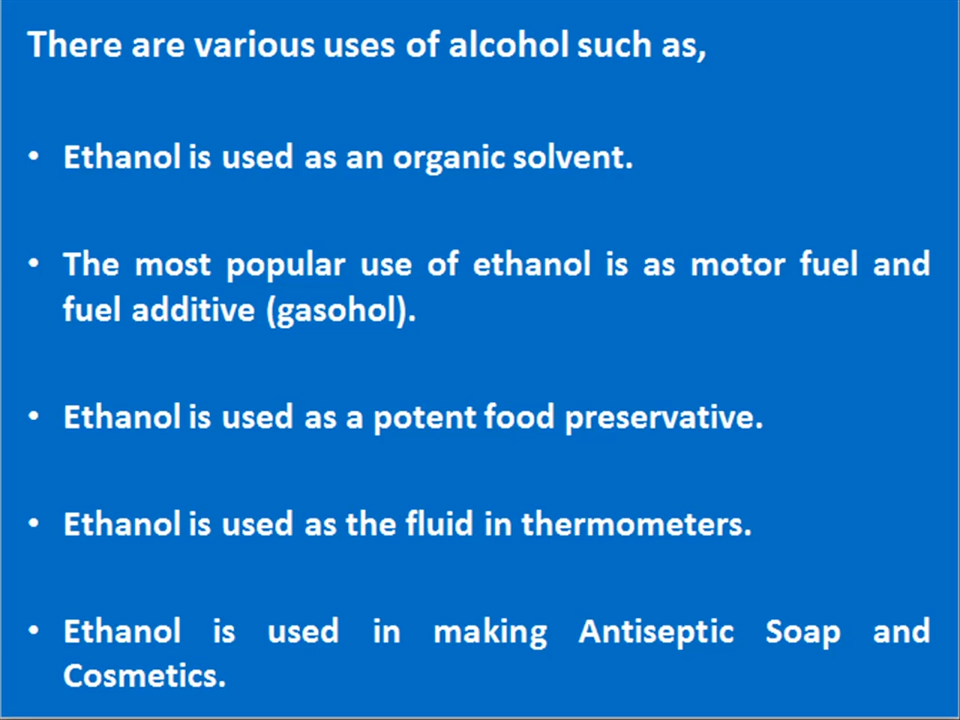 There are various uses of alcohol such as,
• Ethanol is used as an organic solvent.
• The most popular use of ethanol is as motor fuel and
fuel additive (gasohol).
• Ethanol is used as a potent food preservative.
• Ethanol is used as the fluid in thermometers.
• Ethanol is used in making Antiseptic Soap and
Cosmetics.